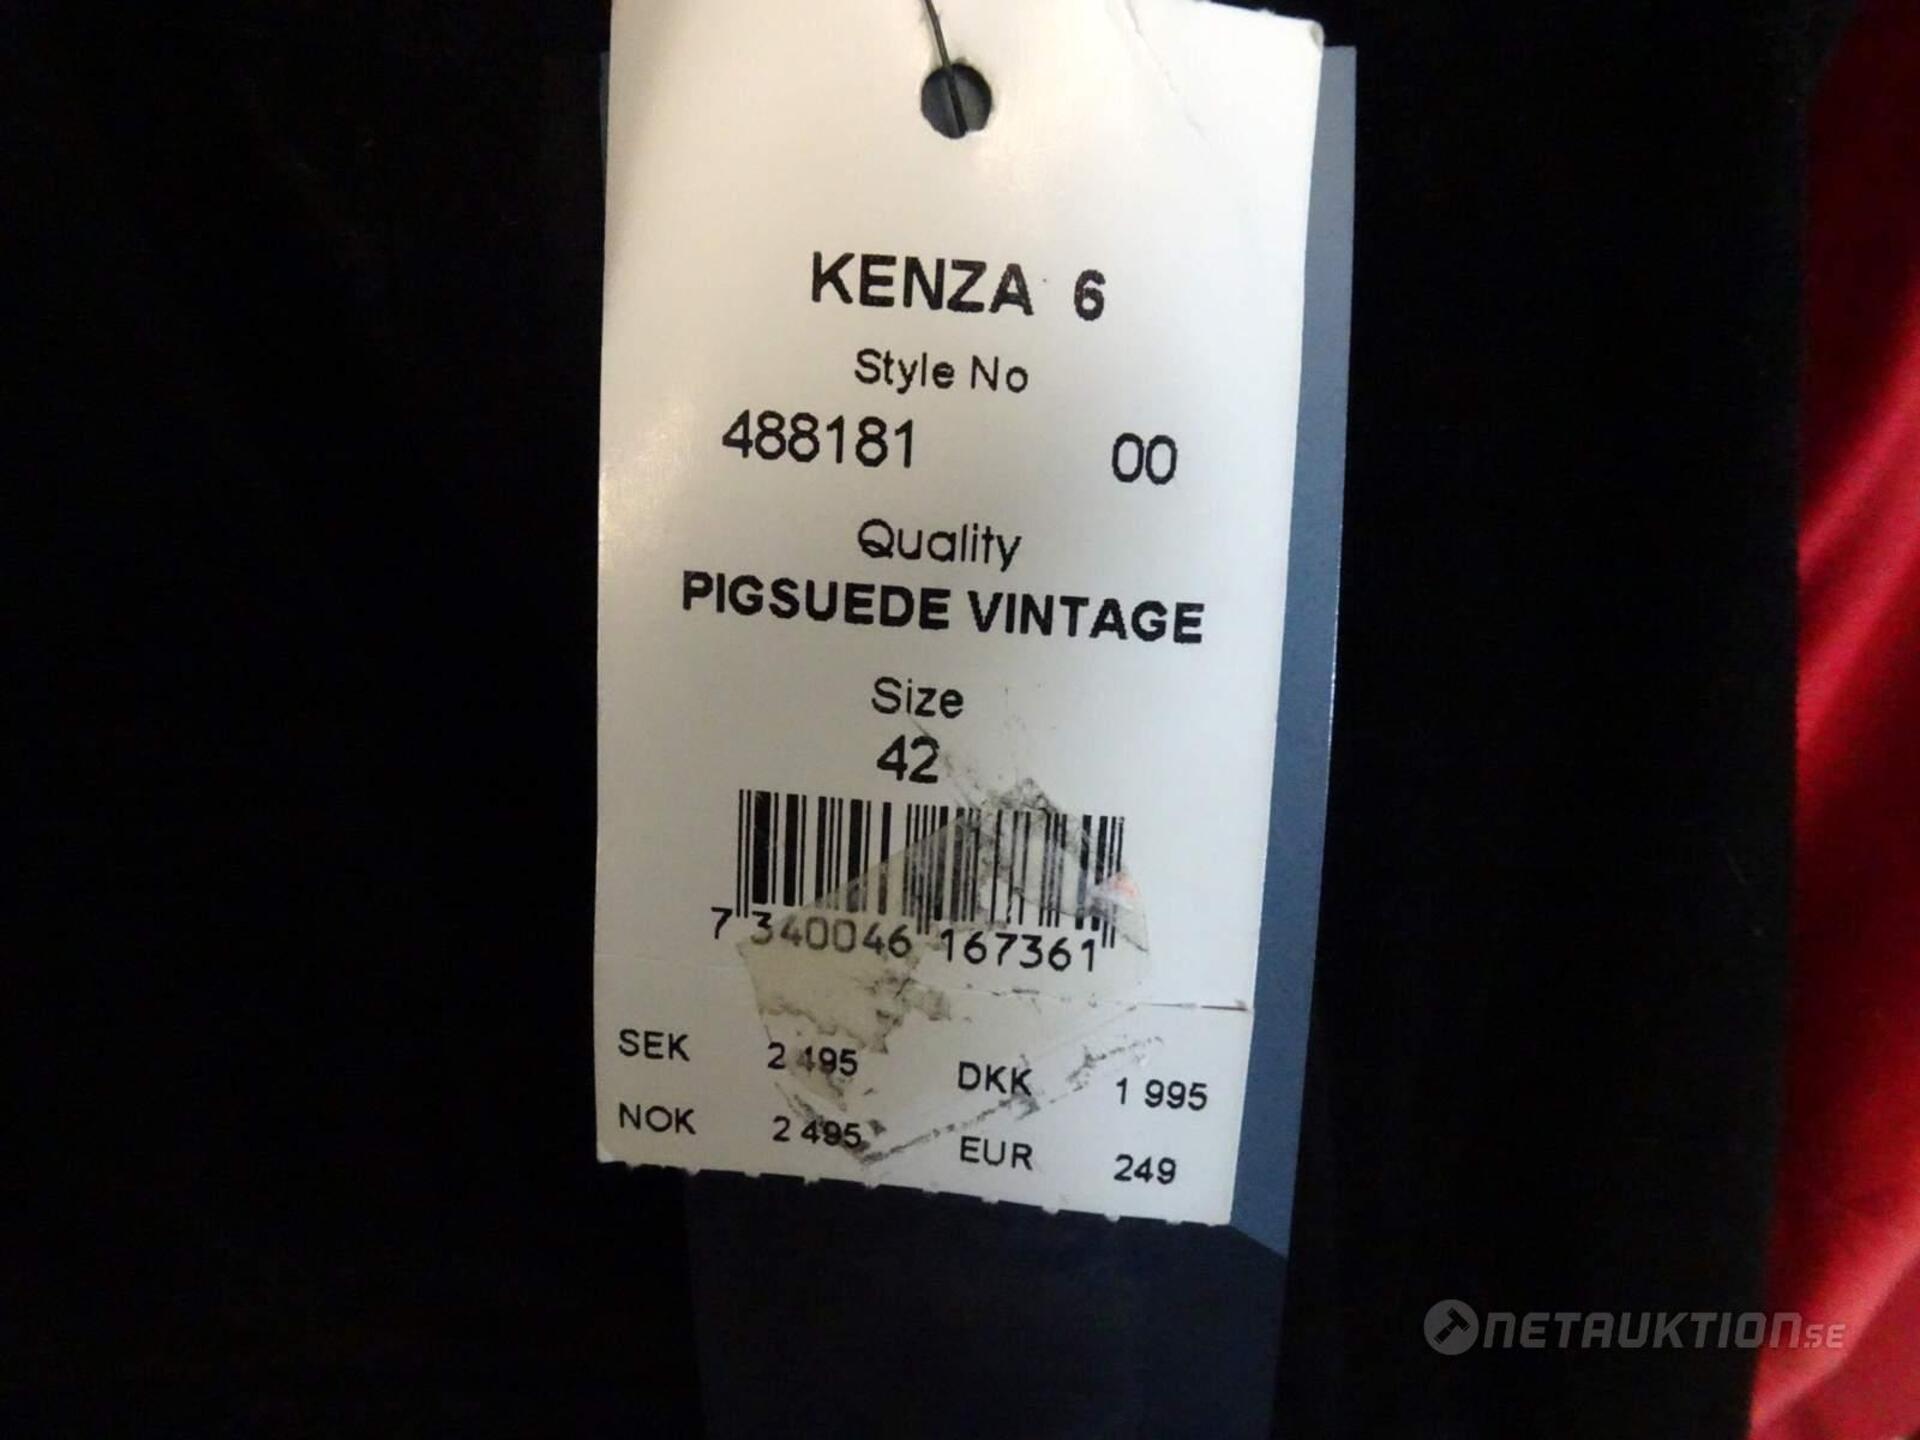 KENZA 6
Style No
488181 00
Quality
PIGSUEDE VINTAGE
Size
42
7 340046 167361
SEK 2 495 DKK 1 995
NOK 2 495 EUR 249
NETAUKTION.SE